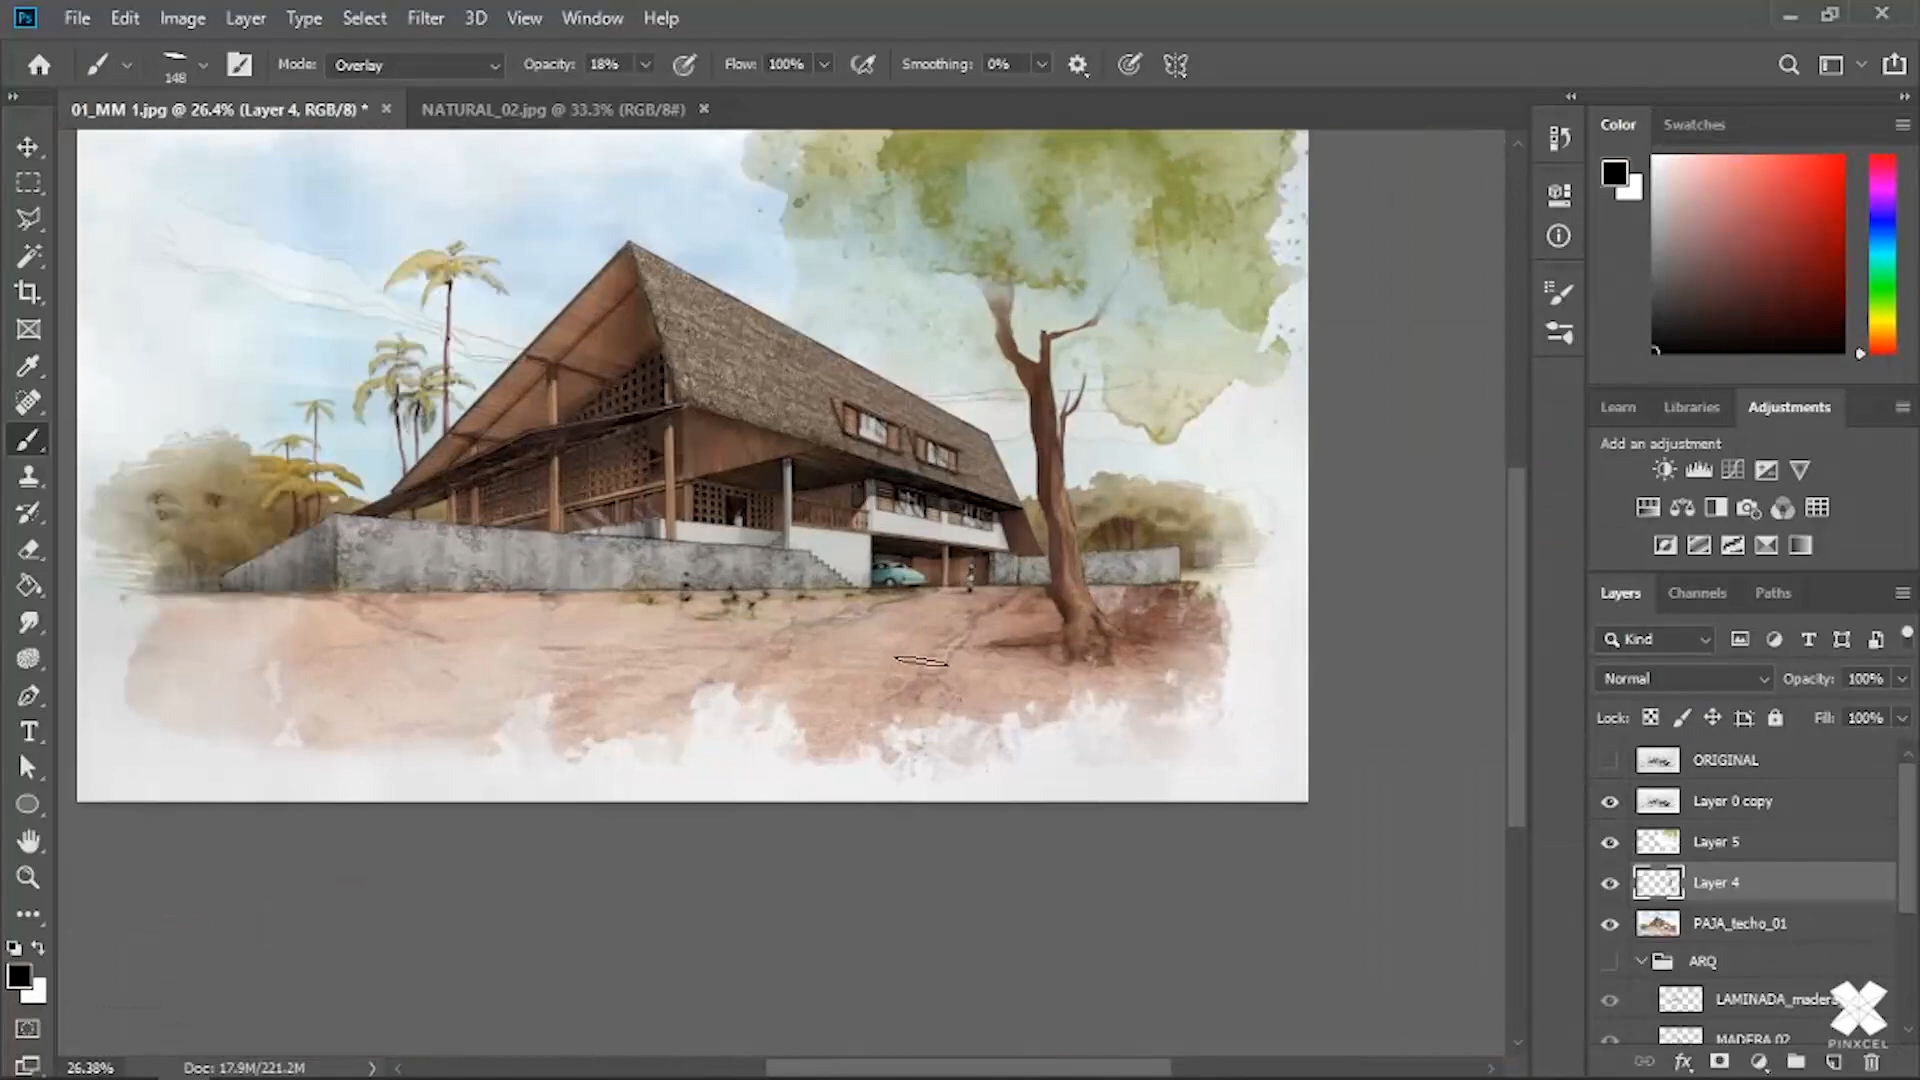 Ps File Edit Image Layer Type Select Filter 3D View Window Help
148 Mode: Overlay Opacity: 18% Flow: 100% Smoothing: 0%
01_MM 1.jpg @ 26.4% (Layer 4, RGB/8) * × NATURAL_02.jpg @ 33.3% (RGB/8#) ×
Color Swatches
Learn Libraries Adjustments
Add an adjustment
Layers Channels Paths
Kind
Normal Opacity: 100%
Lock: Fill: 100%
ORIGINAL
Layer 0 copy
Layer 5
Layer 4
PAJA_techo_01
ARQ
LAMINADA_madera
MADERA 02
PINXCEL
fx
26.38% Doc: 17.9M/221.2M